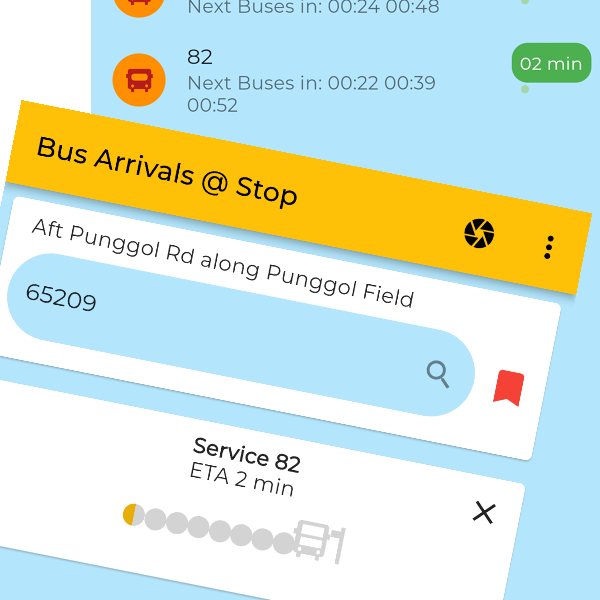 Next Buses in: 00:24 00:48
82
02 min
Next Buses in: 00:22 00:39
00:52
Bus Arrivals @ Stop
Aft Punggol Rd along Punggol Field
65209
Service 82
ETA 2 min